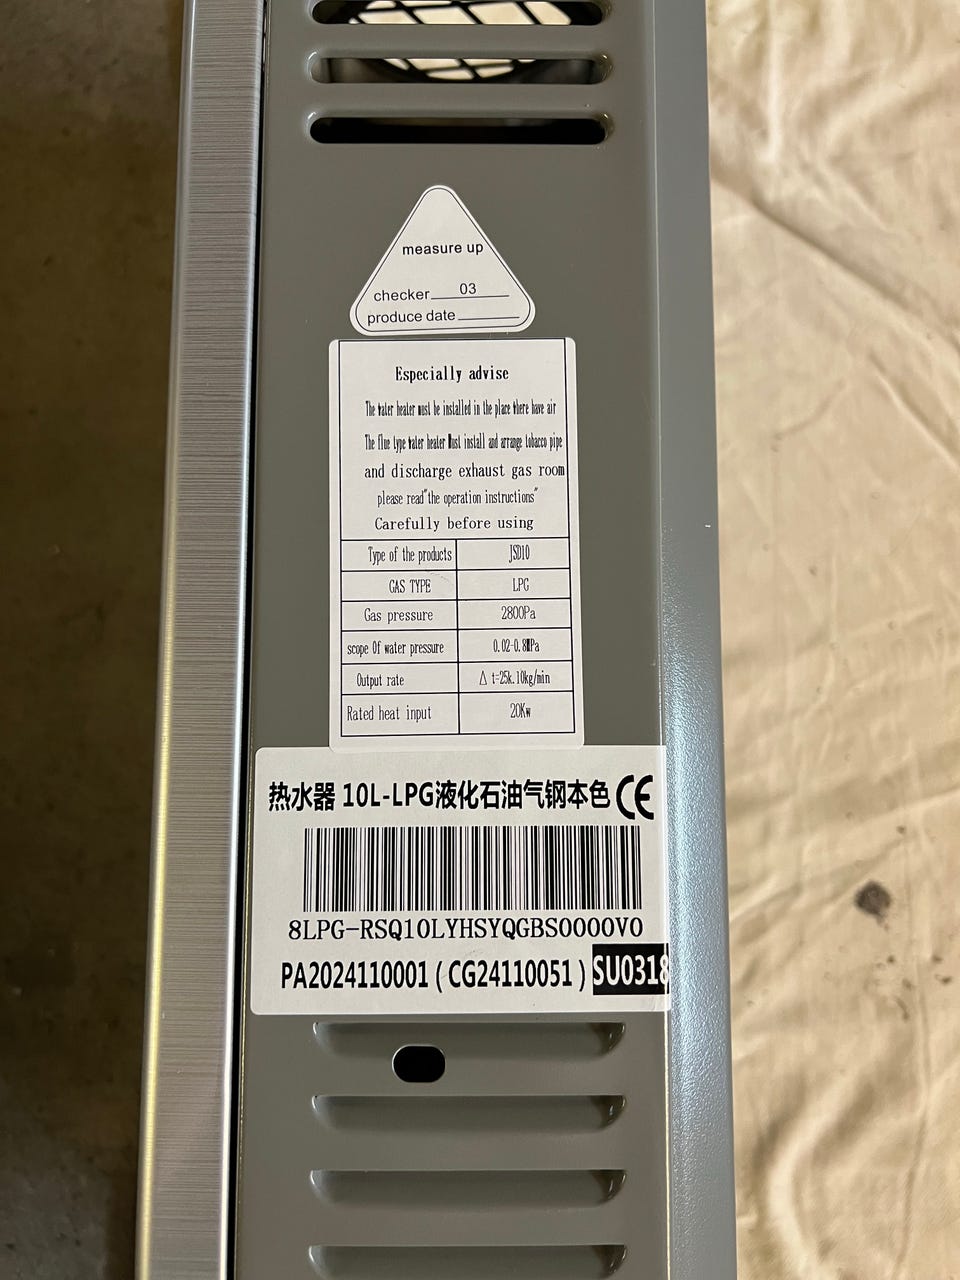 measure up
checker 03
produce date
Especially advise
The water heater must be installed in the place where have air
The flue type water heater Must install and arrange tobacco pipe
and discharge exhaust gas room
please read"the operation instructions"
Carefully before using
Type of the products JSD10
GAS TYPE LPG
Gas pressure 2800Pa
scope Of water pressure 0.02-0.8MPa
Output rate Δ t=25k.10kg/min
Rated heat input 20Kw
热水器 10L-LPG液化石油气钢本色 CE
8LPG-RSQ10LYHSYQGBS0000V0
PA2024110001 ( CG24110051 ) SU0318